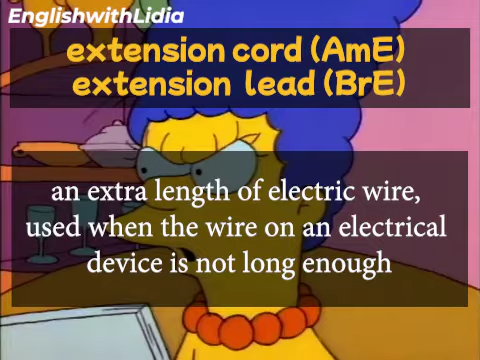 EnglishwithLidia
extension cord (AmE)
extension lead (BrE)
an extra length of electric wire,
used when the wire on an electrical
device is not long enough